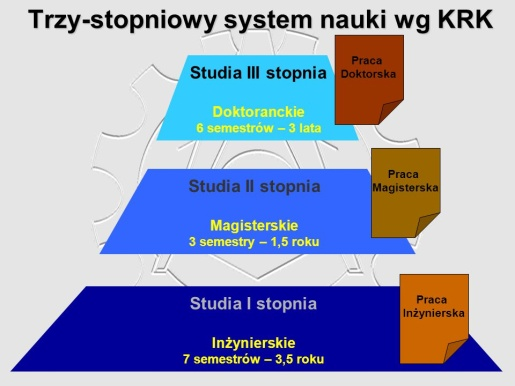 Trzy-stopniowy system nauki wg KRK
Studia III stopnia
Doktoranckie
6 semestrów – 3 lata
Praca
Doktorska
Studia II stopnia
Magisterskie
3 semestry – 1,5 roku
Praca
Magisterska
Studia I stopnia
Inżynierskie
7 semestrów – 3,5 roku
Praca
Inżynierska